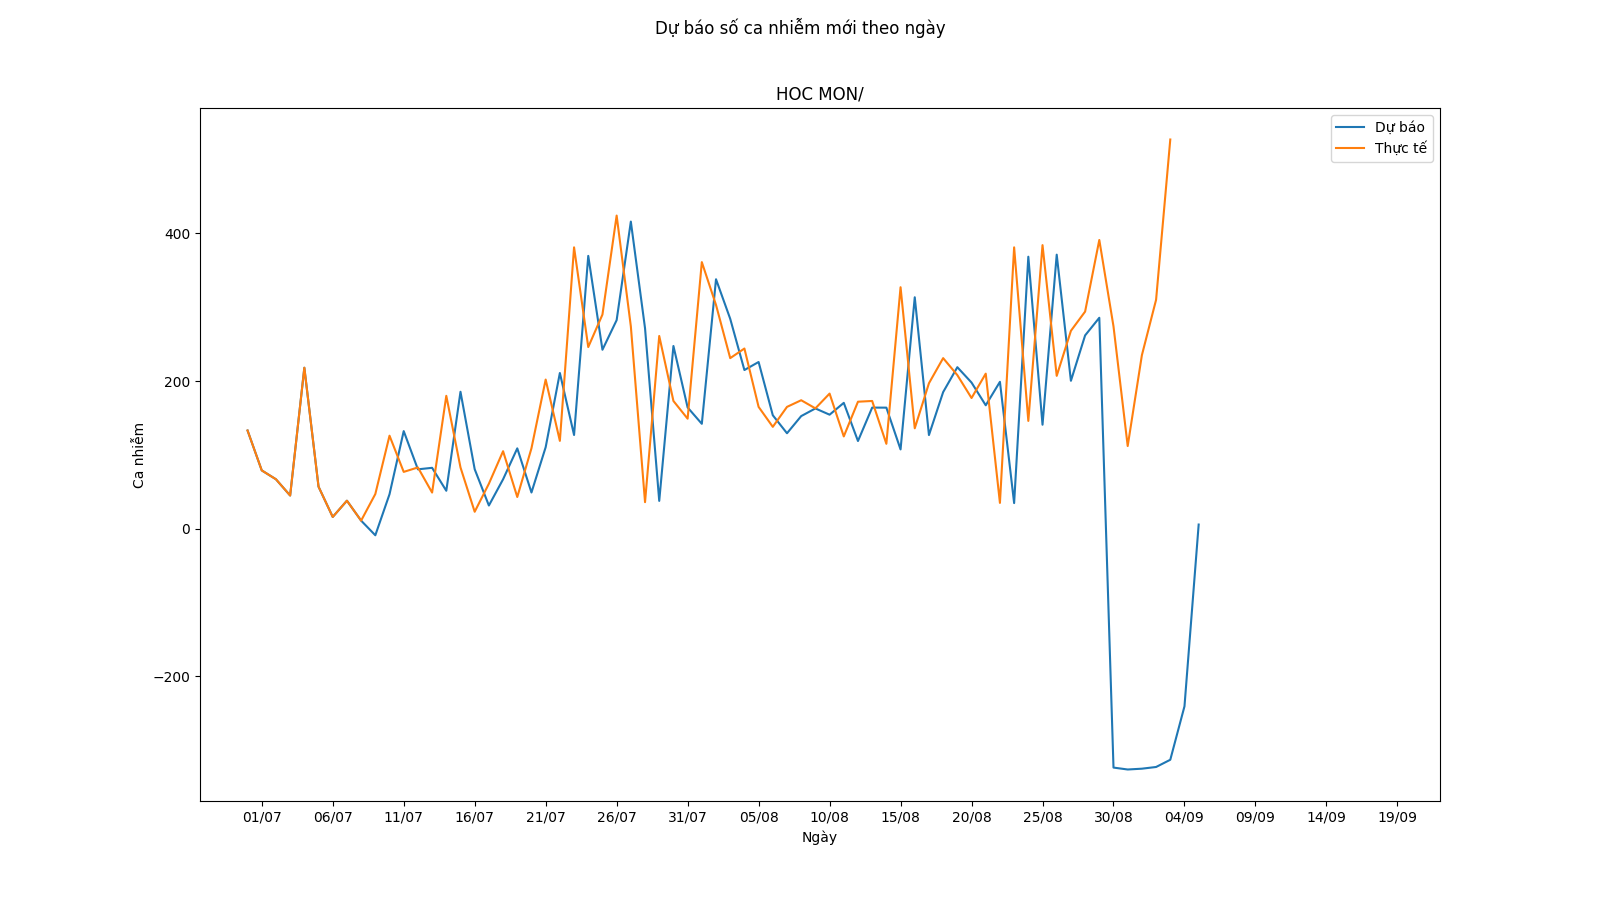 Dự báo số ca nhiễm mới theo ngày
HOC MON/
Dự báo
Thực tế
400
200
0
−200
Ca nhiễm
01/07 06/07 11/07 16/07 21/07 26/07 31/07 05/08 10/08 15/08 20/08 25/08 30/08 04/09 09/09 14/09 19/09
Ngày